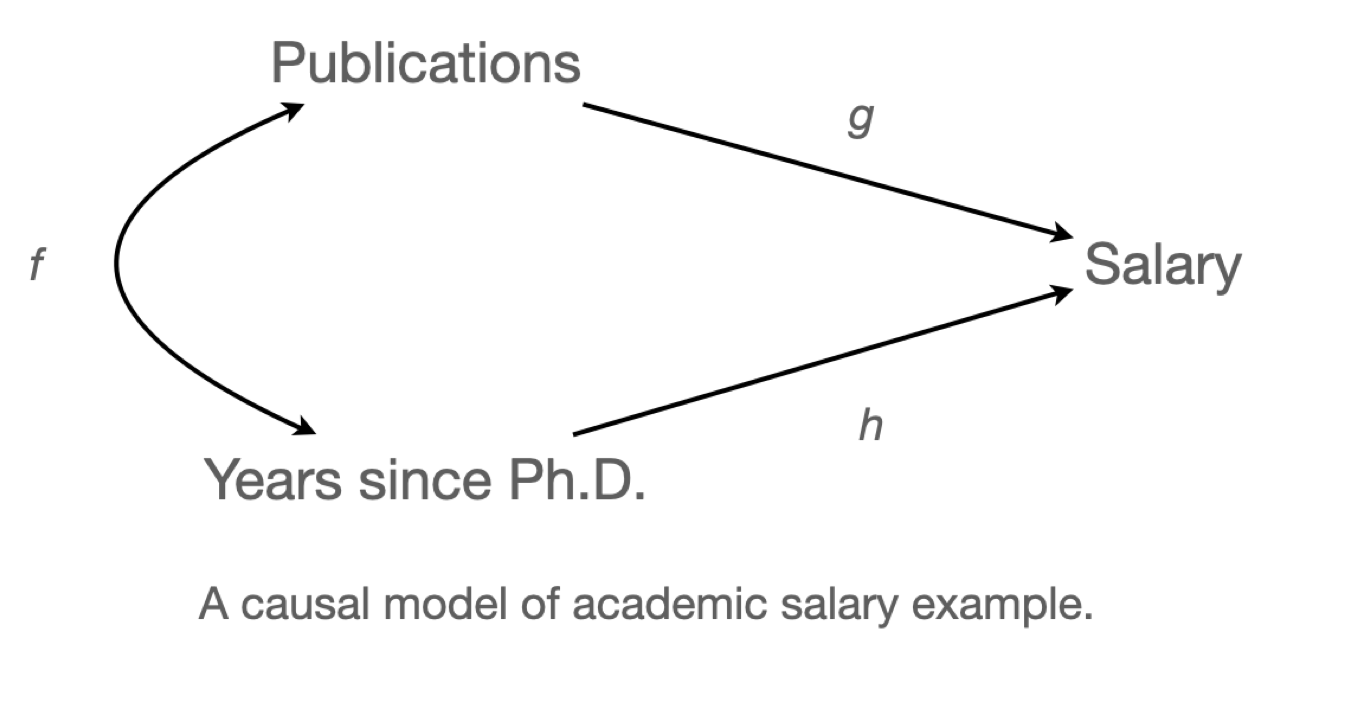 Publications
g
f
Salary
h
Years since Ph.D.
A causal model of academic salary example.